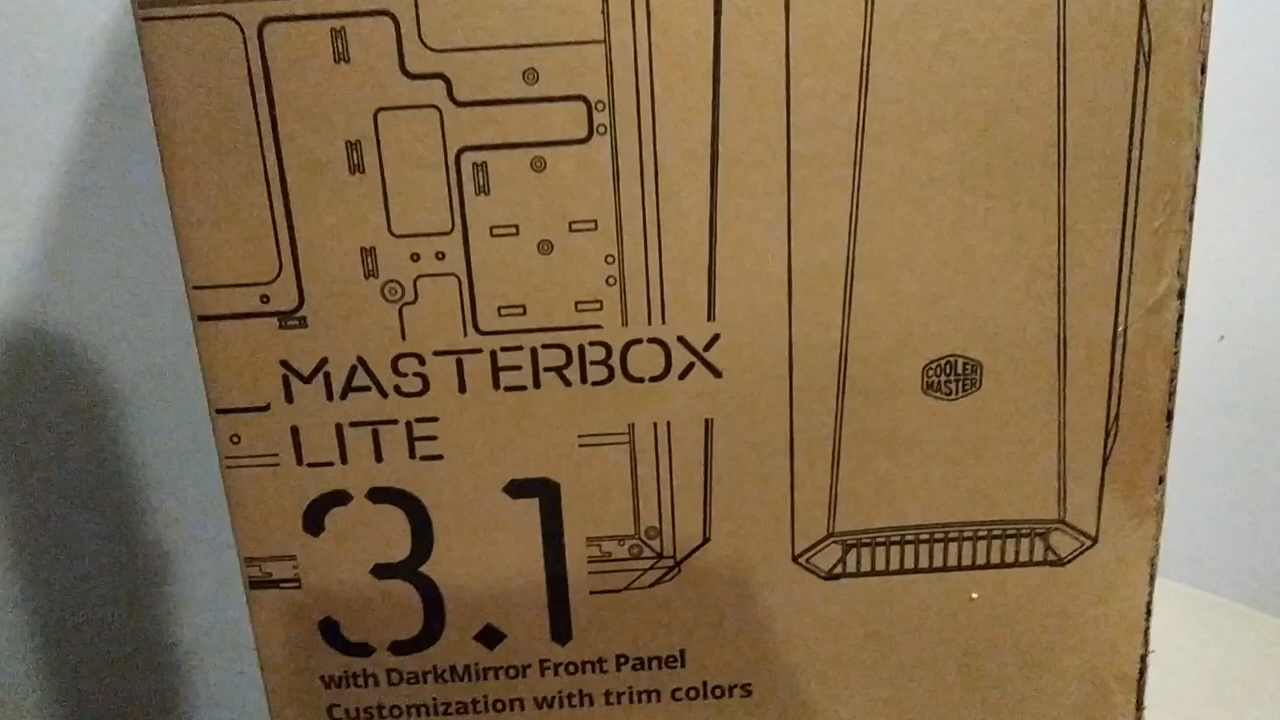 MASTERBOX
LITE
3.1
with DarkMirror Front Panel
Customization with trim colors
COOLER
MASTER